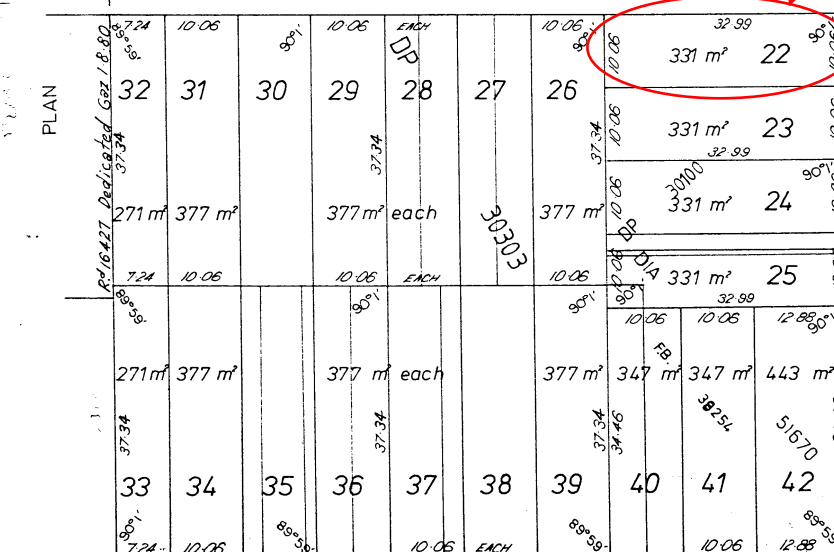 7·24 10·06 10·06 EACH 10·06 32·99
89°59' 90°1' 90°1' 90°1'
DP
10·06 331 m² 22 10·06
32 31 30 29 28 27 26
PLAN
Rd 16427 Dedicated Gaz 1·8·80
10·06 331 m² 23
37·34 37·34 37·34
32·99
30100
90°1'
10·06 331 m² 24
271 m² 377 m² 377 m² each 377 m²
30303
DP
DIA
10·06 331 m² 25
7·24 10·06 10·06 EACH 10·06
89°59' 90°1' 90°1' 90°1' 32·99
10·06 10·06 12·88 90°1'
F.B.
271 m² 377 m² 377 m² each 377 m² 347 m² 347 m² 443 m²
38254
51670
37·34 37·34 37·34 34·46
33 34 35 36 37 38 39 40 41 42
90°1' 89°59' 89°59' 89°59'
7·24 10·06 10·06 EACH 10·06 12·88